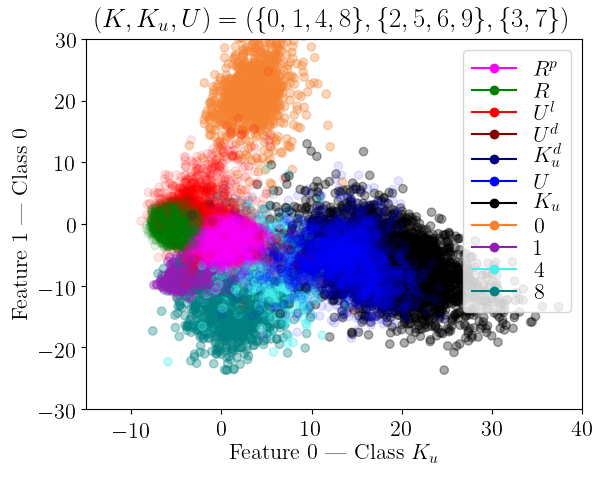 (K, K_u, U) = ({0, 1, 4, 8}, {2, 5, 6, 9}, {3, 7})
30
20
10
0
−10
−20
−30
Feature 1 — Class 0
−10
0
10
20
30
40
Feature 0 — Class K_u
R^p
R
U^l
U^d
K_u^d
U
K_u
0
1
4
8